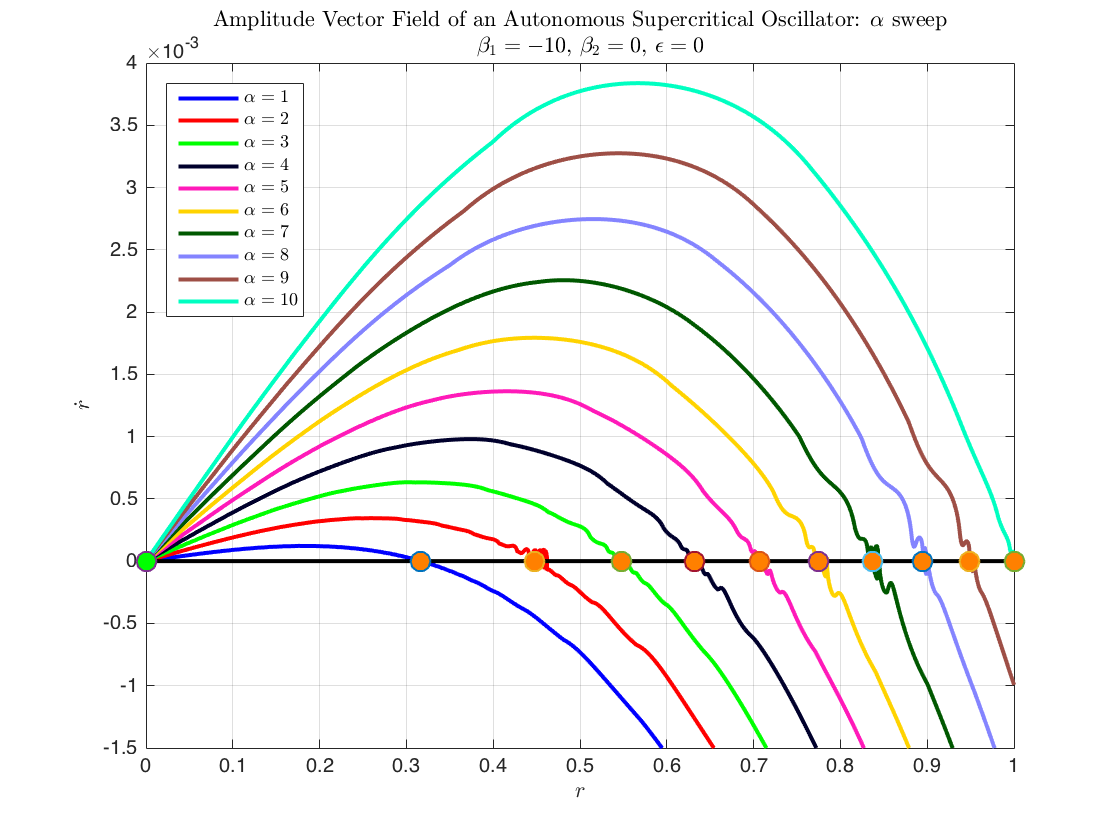 Amplitude Vector Field of an Autonomous Supercritical Oscillator: α sweep
β₁ = −10, β₂ = 0, ϵ = 0
×10⁻³
4
3.5
3
2.5
2
1.5
1
0.5
0
-0.5
-1
-1.5
ṙ
α = 1
α = 2
α = 3
α = 4
α = 5
α = 6
α = 7
α = 8
α = 9
α = 10
0 0.1 0.2 0.3 0.4 0.5 0.6 0.7 0.8 0.9 1
r